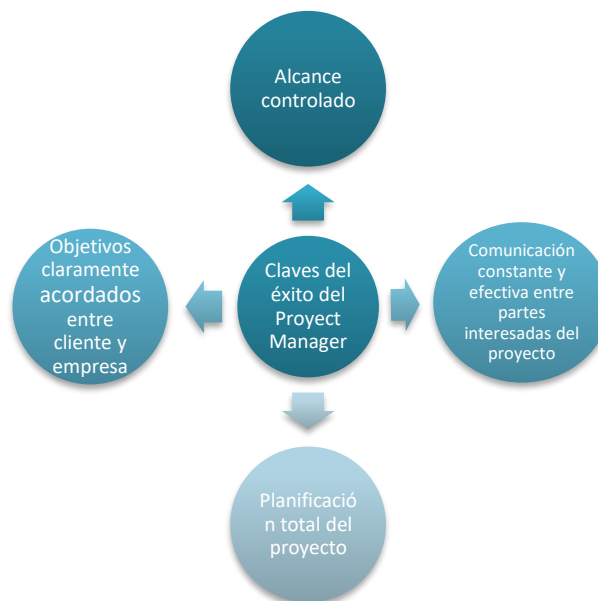 Alcance
controlado
Objetivos
claramente
acordados
entre
cliente y
empresa
Claves del
éxito del
Proyect
Manager
Comunicación
constante y
efectiva entre
partes
interesadas del
proyecto
Planificació
n total del
proyecto